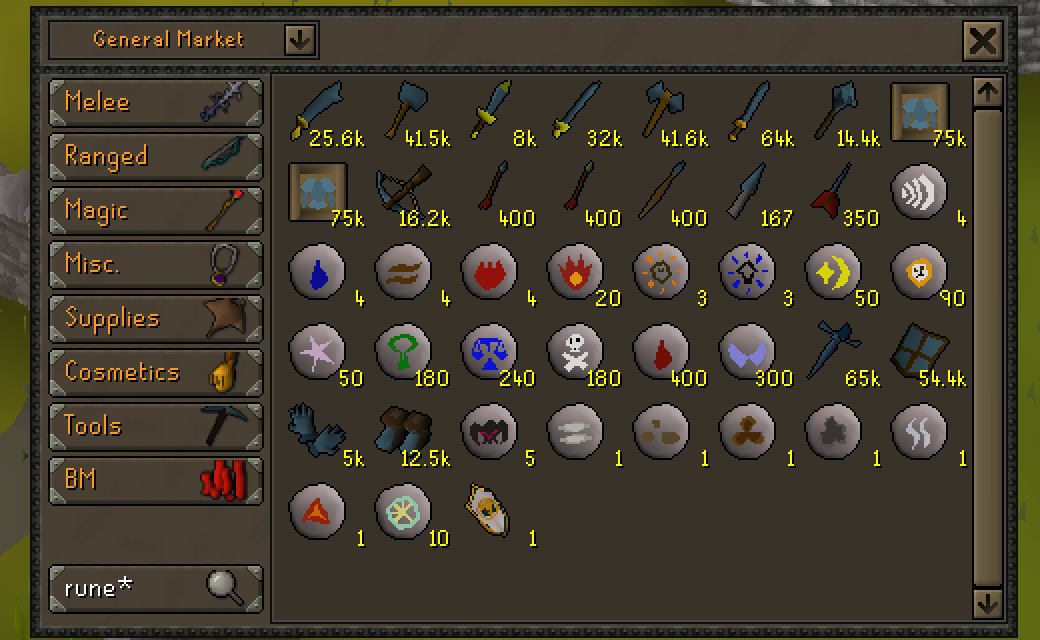 General Market
Melee
Ranged
Magic
Misc.
Supplies
Cosmetics
Tools
BM
rune*
25.6k 41.5k 8k 32k 41.6k 64k 14.4k 75k
75k 16.2k 400 400 400 167 350 4
4 4 4 20 3 3 50 90
50 180 240 180 400 300 65k 54.4k
5k 12.5k 5 1 1 1 1 1
1 10 1